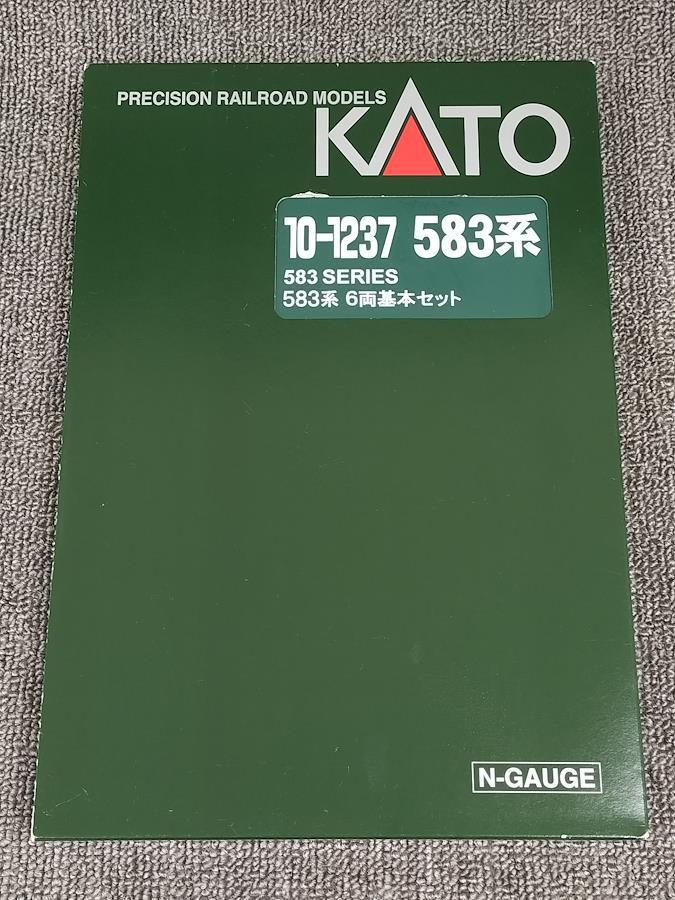 PRECISION RAILROAD MODELS
KATO
10-1237 583系
583 SERIES
583系 6両基本セット
N-GAUGE